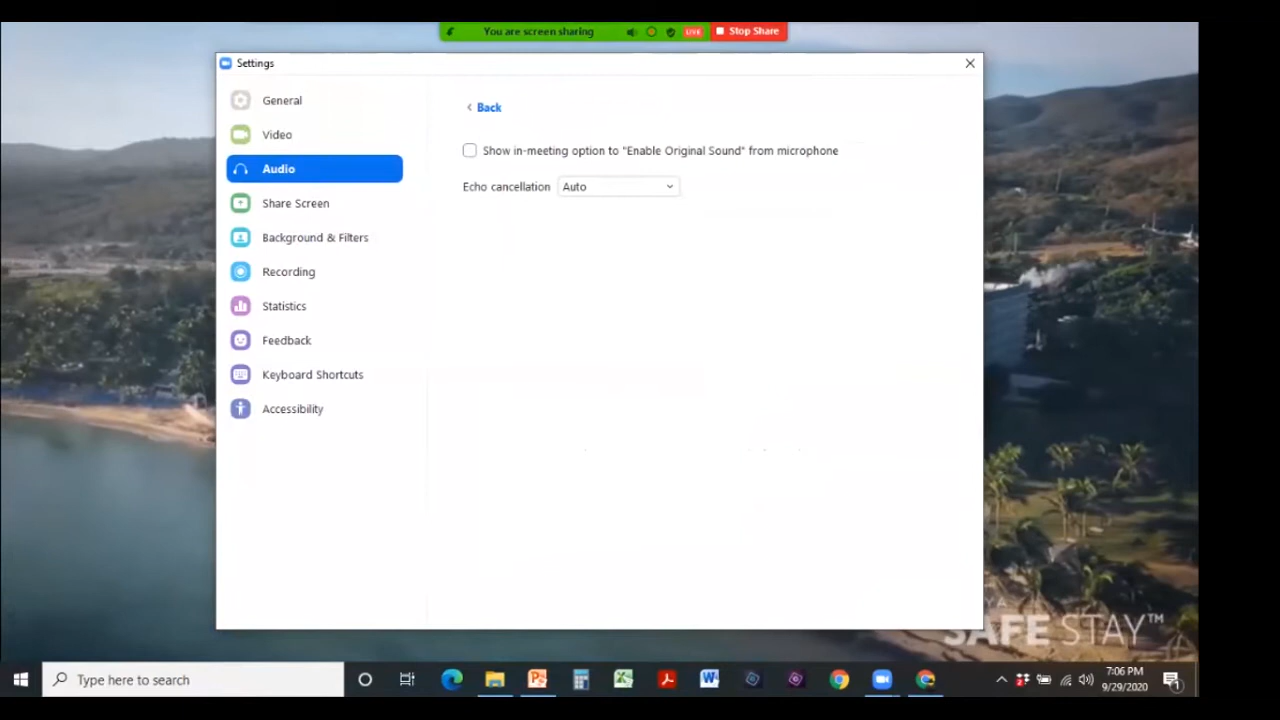 You are screen sharing
LIVE
Stop Share
Settings
General
Video
Audio
Share Screen
Background & Filters
Recording
Statistics
Feedback
Keyboard Shortcuts
Accessibility
Back
Show in-meeting option to "Enable Original Sound" from microphone
Echo cancellation Auto
SAFE STAY™
Type here to search
7:06 PM
9/29/2020